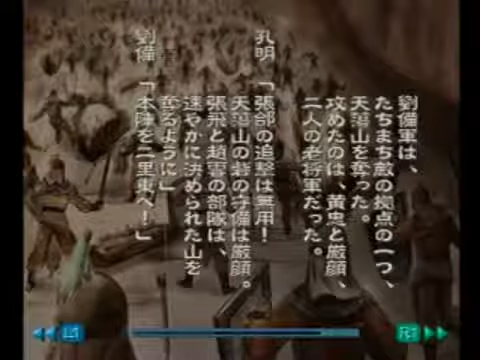 劉備軍は、
たちまち敵の拠点の一つ、
天蕩山を奪った。
攻めたのは、黄忠と厳顔、
二人の老将軍だった。
孔明　「張郃の追撃は無用！
天蕩山の砦の守備は厳顔。
張飛と趙雲の部隊は、
速やかに決められた山を
奪るように」
劉備　「本陣を二里東へ！」
L1
R1